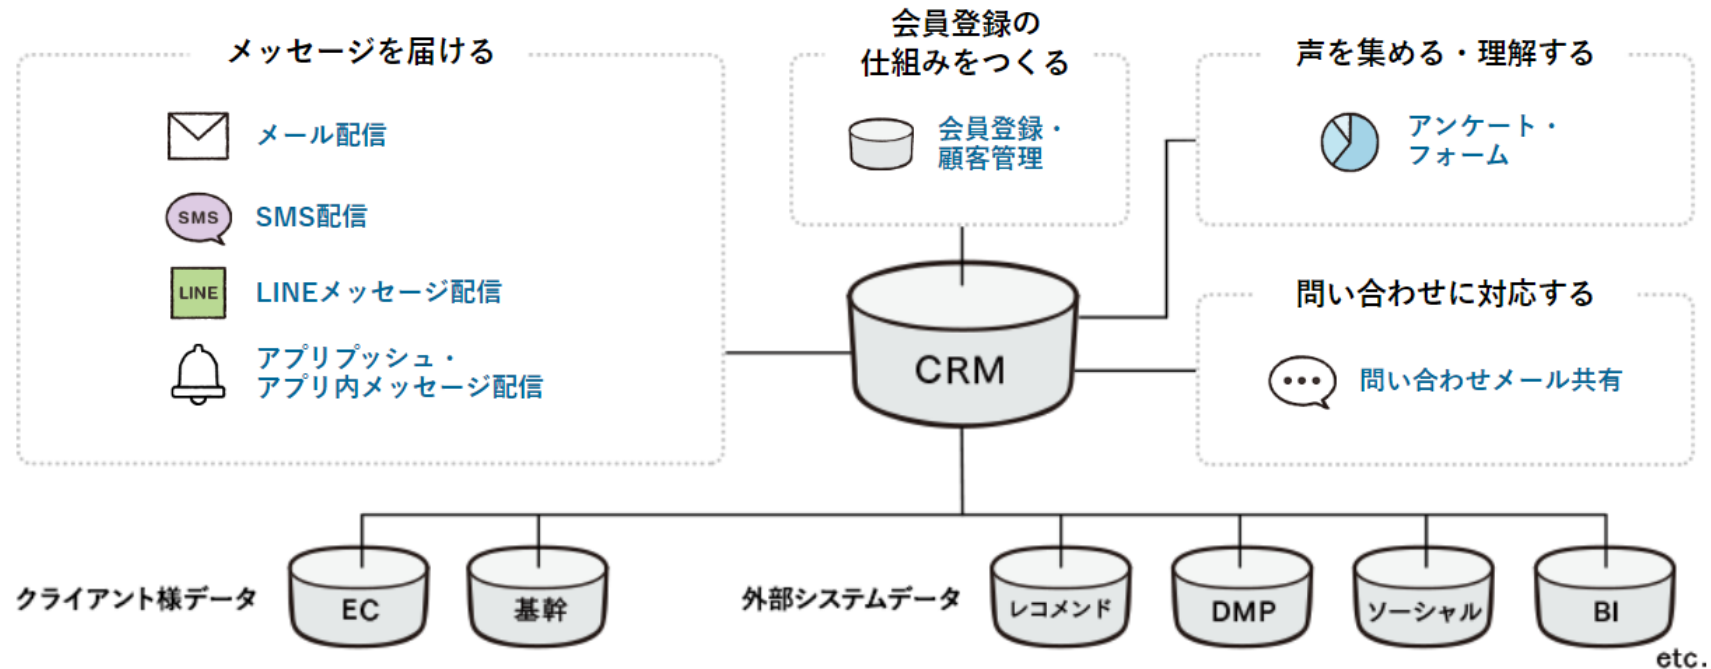 メッセージを届ける
メール配信
SMS
SMS配信
LINE
LINEメッセージ配信
アプリプッシュ・
アプリ内メッセージ配信
会員登録の
仕組みをつくる
会員登録・
顧客管理
声を集める・理解する
アンケート・
フォーム
問い合わせに対応する
問い合わせメール共有
CRM
クライアント様データ
EC
基幹
外部システムデータ
レコメンド
DMP
ソーシャル
BI
etc.